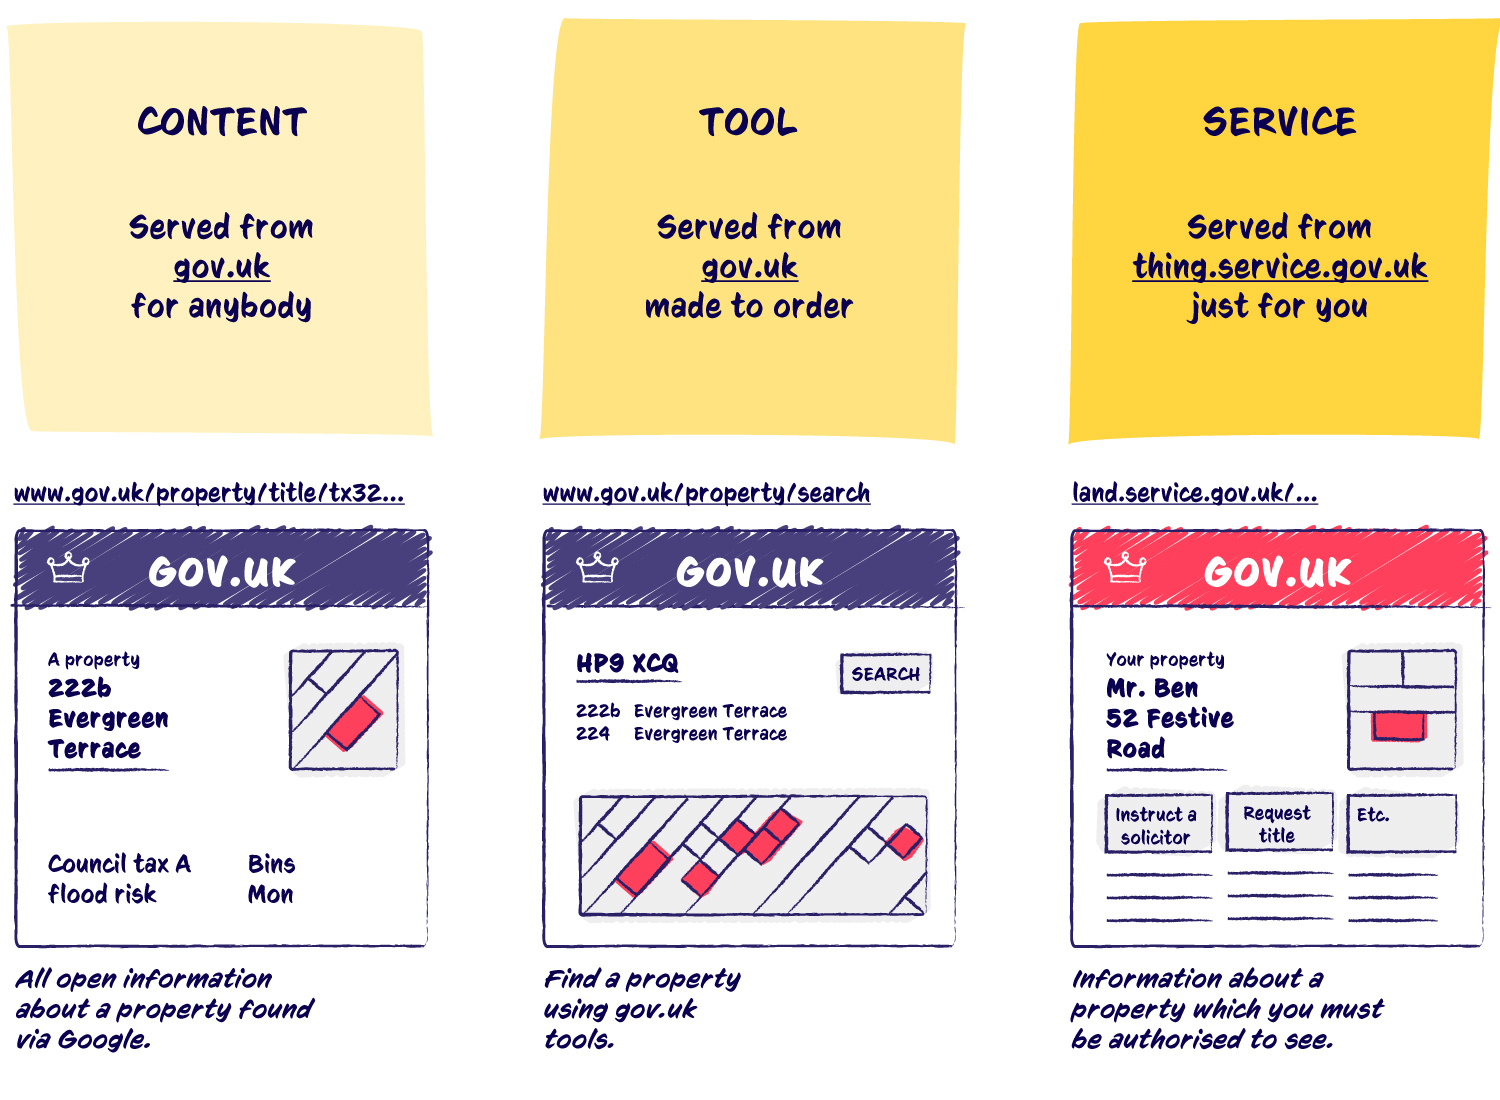 CONTENT
Served from
gov.uk
for anybody
TOOL
Served from
gov.uk
made to order
SERVICE
Served from
thing.service.gov.uk
just for you
www.gov.uk/property/title/tx32...
GOV.UK
A property
222b
Evergreen
Terrace
Council tax A
flood risk
Bins
Mon
All open information
about a property found
via Google.
www.gov.uk/property/search
GOV.UK
HP9 XCQ
SEARCH
222b Evergreen Terrace
224 Evergreen Terrace
Find a property
using gov.uk
tools.
land.service.gov.uk/...
GOV.UK
Your property
Mr. Ben
52 Festive
Road
Instruct a
solicitor
Request
title
Etc.
Information about a
property which you must
be authorised to see.